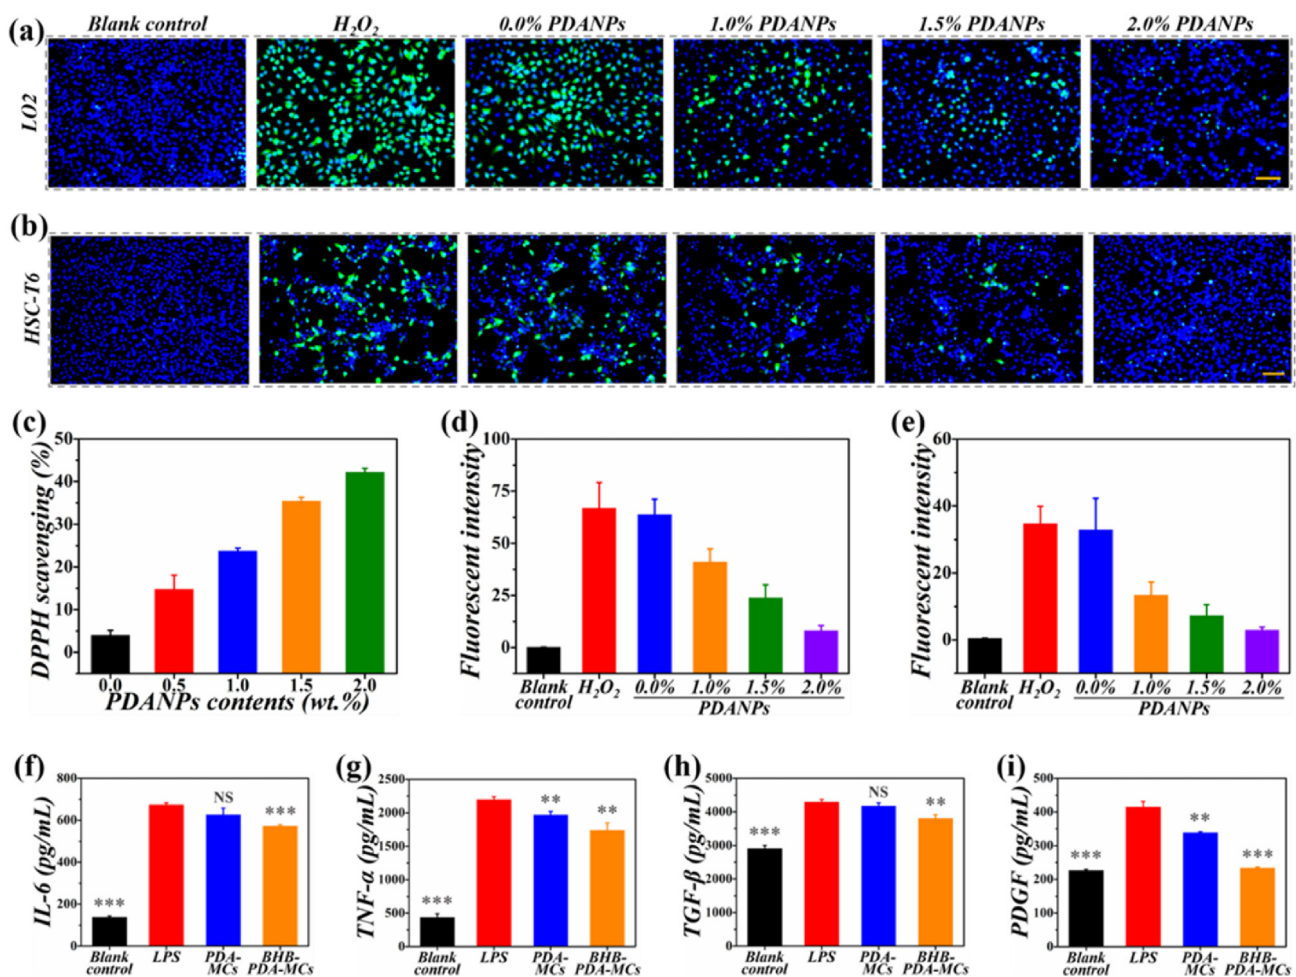 (a) Blank control H₂O₂ 0.0% PDANPs 1.0% PDANPs 1.5% PDANPs 2.0% PDANPs
LO2
(b)
HSC-T6
(c)
DPPH scavenging (%)
50
40
30
20
10
0
0.0 0.5 1.0 1.5 2.0
PDANPs contents (wt.%)
(d)
Fluorescent intensity
100
75
50
25
0
Blank control H₂O₂ 0.0% 1.0% 1.5% 2.0%
PDANPs
(e)
Fluorescent intensity
60
40
20
0
Blank control H₂O₂ 0.0% 1.0% 1.5% 2.0%
PDANPs
(f)
IL-6 (pg/mL)
800
600
400
200
0
*** NS ***
Blank control LPS PDA-MCs BHB-PDA-MCs
(g)
TNF-α (pg/mL)
2500
2000
1500
1000
500
0
*** ** **
Blank control LPS PDA-MCs BHB-PDA-MCs
(h)
TGF-β (pg/mL)
5000
4000
3000
2000
1000
0
*** NS **
Blank control LPS PDA-MCs BHB-PDA-MCs
(i)
PDGF (pg/mL)
500
400
300
200
100
0
*** ** ***
Blank control LPS PDA-MCs BHB-PDA-MCs